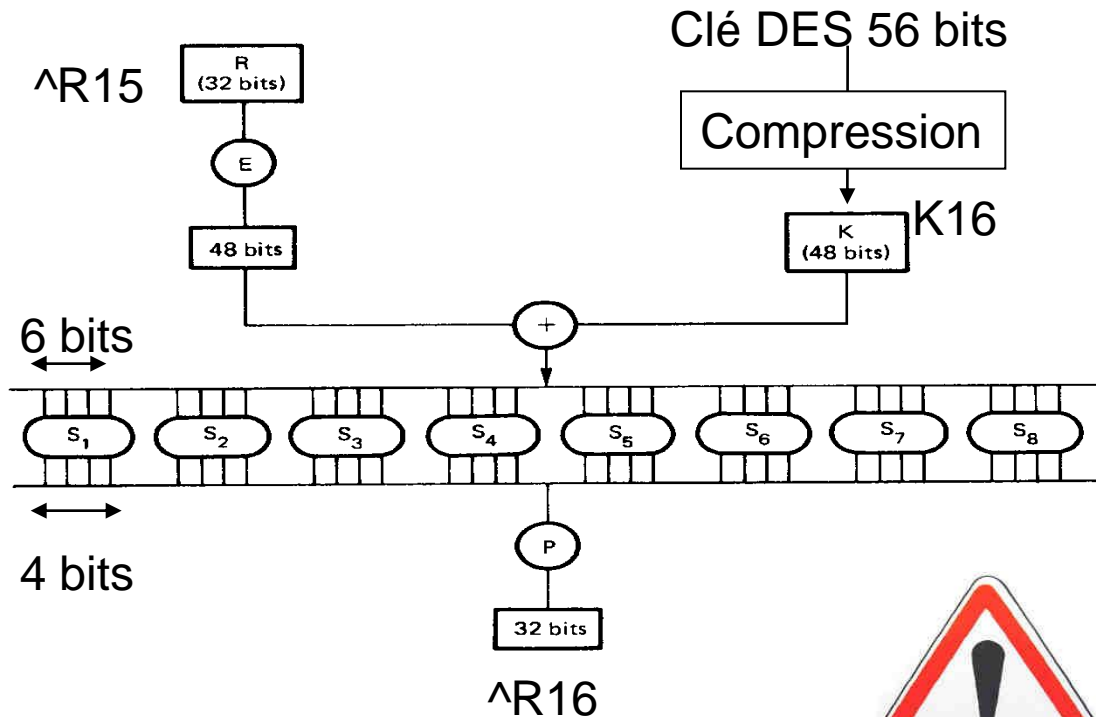 Clé DES 56 bits
^R15
R
(32 bits)
Compression
E
K16
48 bits
K
(48 bits)
+
6 bits
S1 S2 S3 S4 S5 S6 S7 S8
4 bits
P
32 bits
^R16